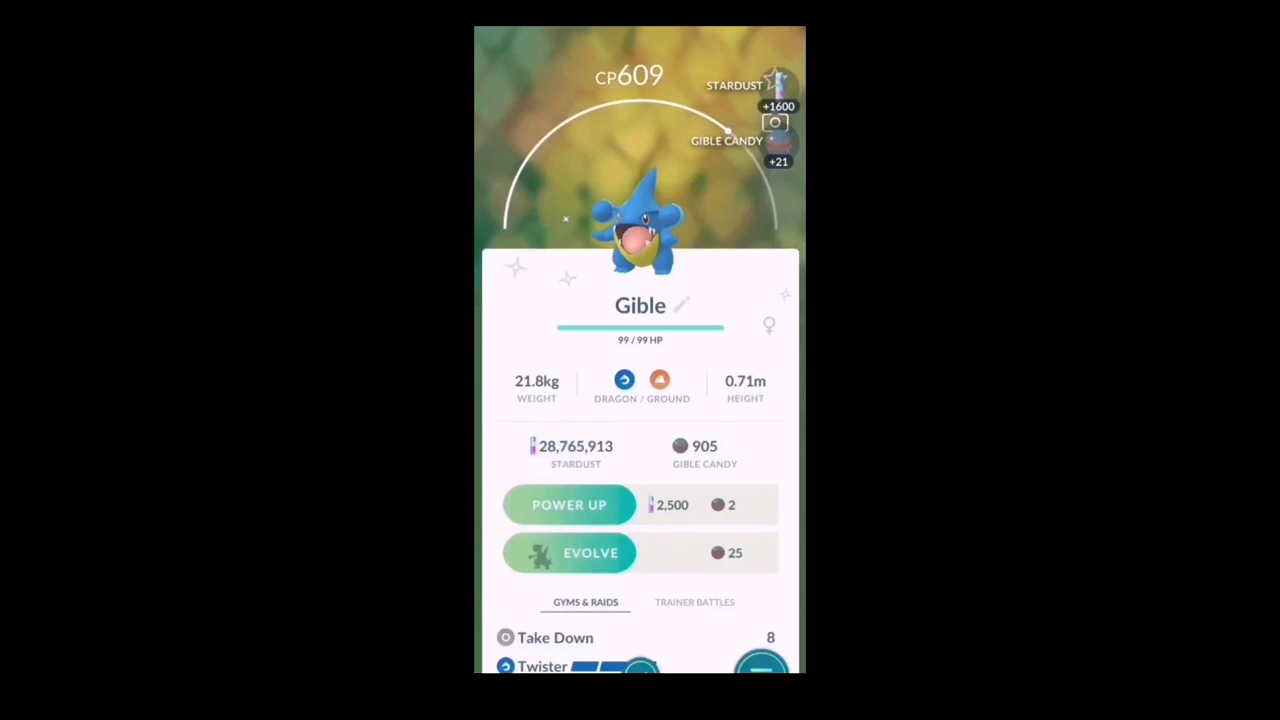 CP609
STARDUST
+1600
GIBLE CANDY
+21
Gible
99 / 99 HP
21.8kg
WEIGHT
DRAGON / GROUND
0.71m
HEIGHT
28,765,913
STARDUST
905
GIBLE CANDY
POWER UP 2,500 2
EVOLVE 25
GYMS & RAIDS TRAINER BATTLES
Take Down 8
Twister